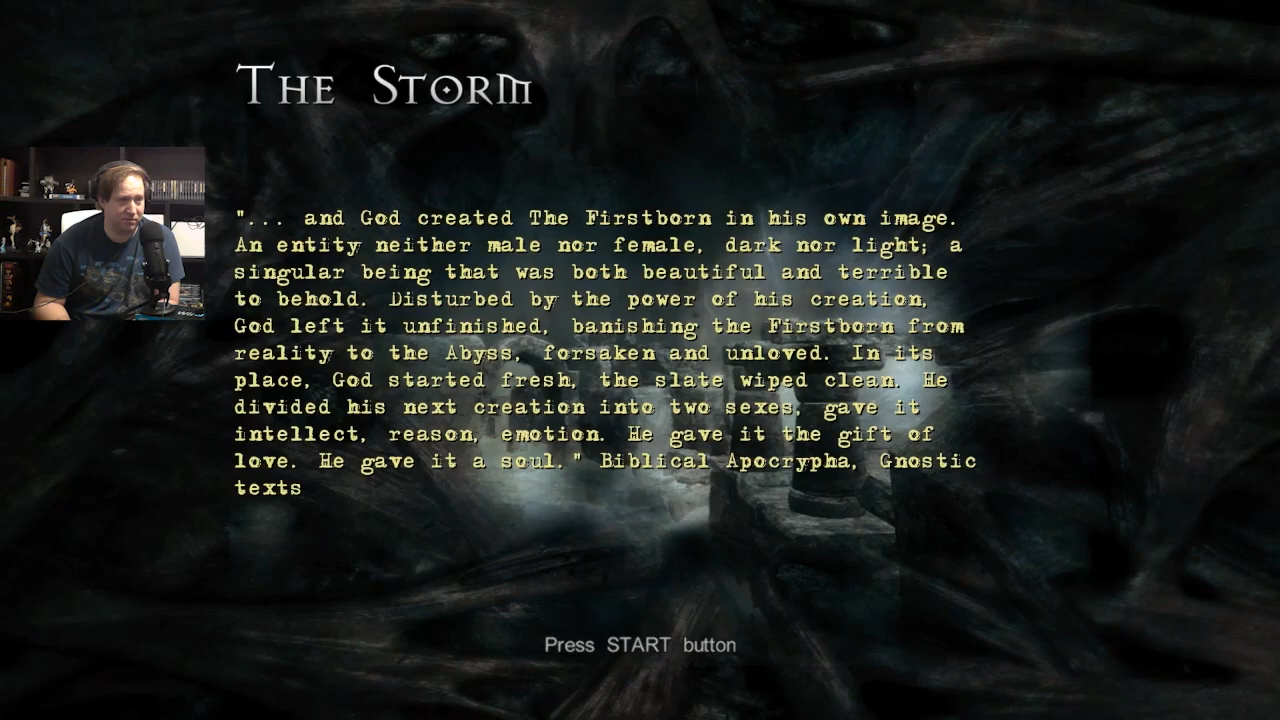 The Storm
"... and God created The Firstborn in his own image.
An entity neither male nor female, dark nor light; a
singular being that was both beautiful and terrible
to behold. Disturbed by the power of his creation,
God left it unfinished, banishing the Firstborn from
reality to the Abyss, forsaken and unloved. In its
place, God started fresh, the slate wiped clean. He
divided his next creation into two sexes, gave it
intellect, reason, emotion. He gave it the gift of
love. He gave it a soul." Biblical Apocrypha, Gnostic
texts
Press START button